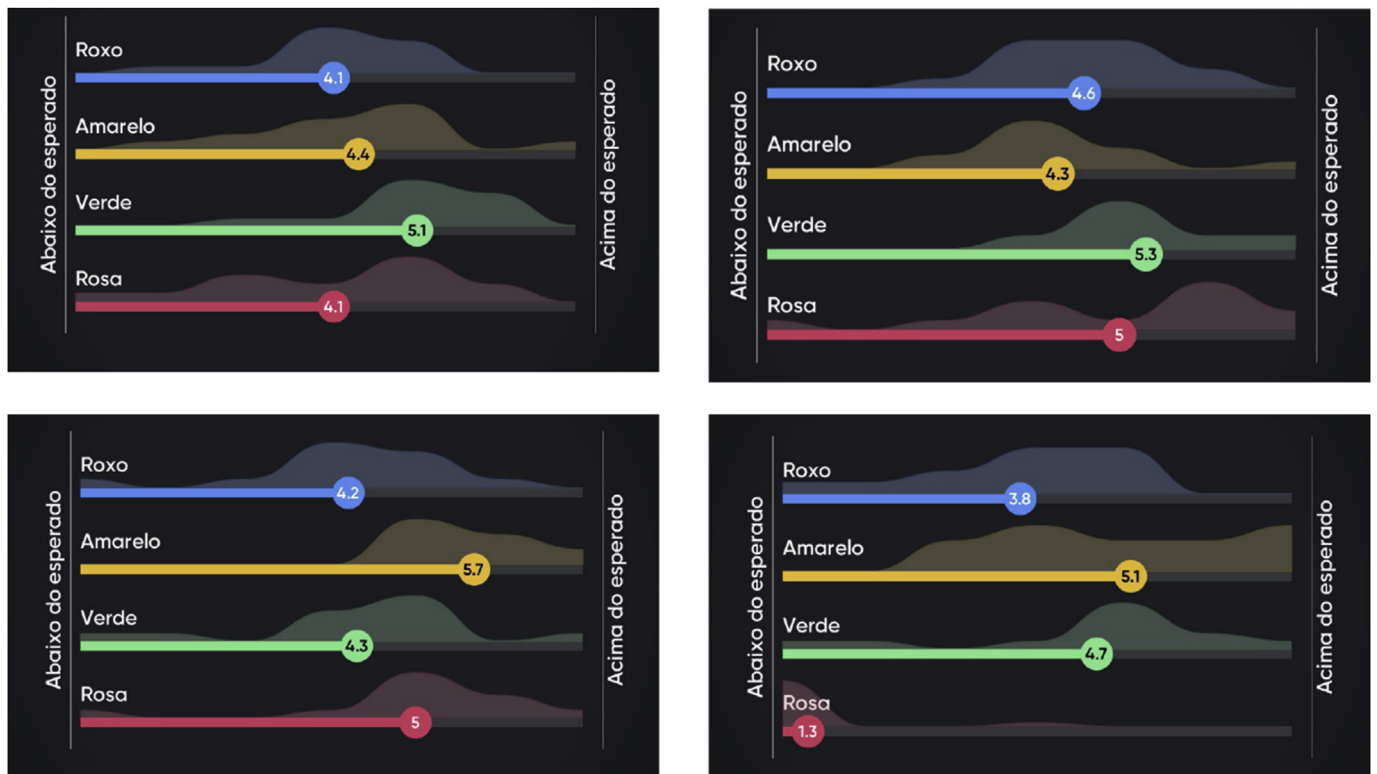 Abaixo do esperado
Roxo
4.1
Amarelo
4.4
Verde
5.1
Rosa
4.1
Acima do esperado
Abaixo do esperado
Roxo
4.6
Amarelo
4.3
Verde
5.3
Rosa
5
Acima do esperado
Abaixo do esperado
Roxo
4.2
Amarelo
5.7
Verde
4.3
Rosa
5
Acima do esperado
Abaixo do esperado
Roxo
3.8
Amarelo
5.1
Verde
4.7
Rosa
1.3
Acima do esperado